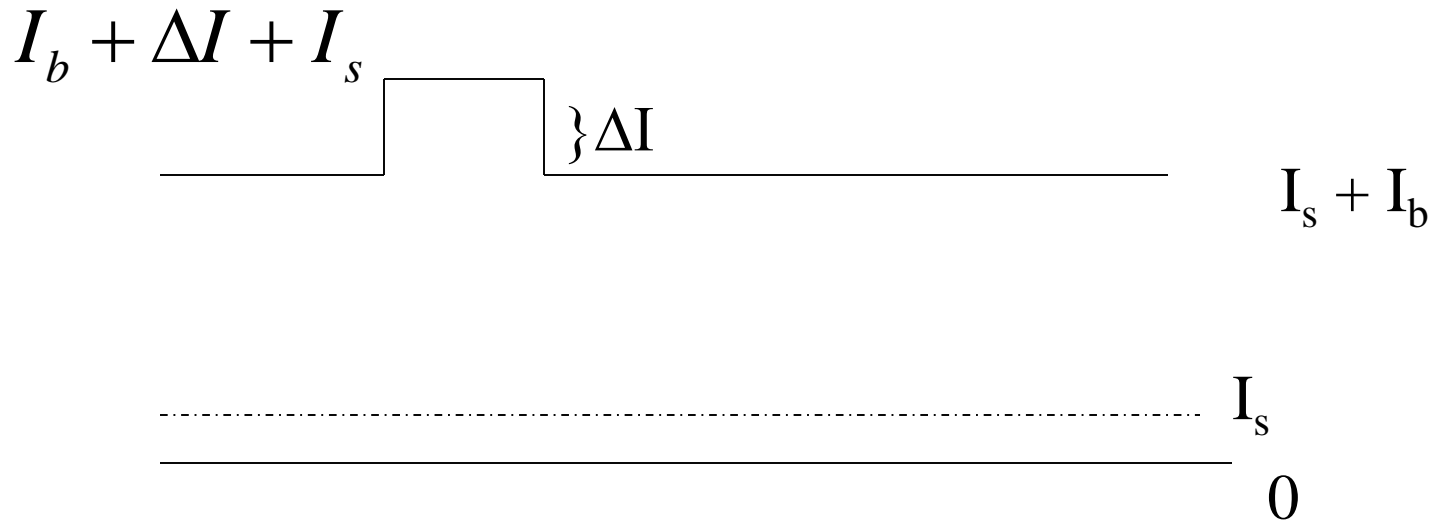 I_b + ΔI + I_s
}ΔI
I_s + I_b
I_s
0